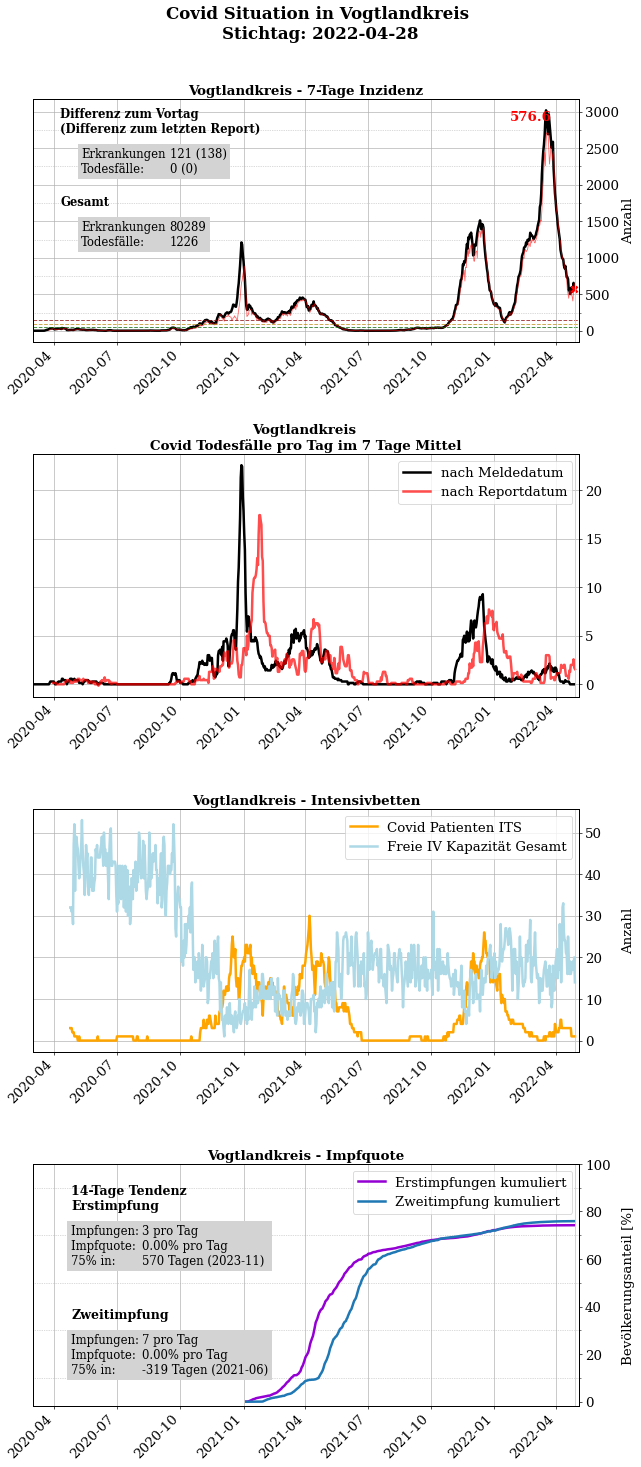 Covid Situation in Vogtlandkreis
Stichtag: 2022-04-28
Vogtlandkreis - 7-Tage Inzidenz
Differenz zum Vortag
(Differenz zum letzten Report)
Erkrankungen 121 (138)
Todesfälle: 0 (0)
Gesamt
Erkrankungen 80289
Todesfälle: 1226
576.6
3000
2500
2000
1500
1000
500
0
Anzahl
2020-04
2020-07
2020-10
2021-01
2021-04
2021-07
2021-10
2022-01
2022-04
Vogtlandkreis
Covid Todesfälle pro Tag im 7 Tage Mittel
nach Meldedatum
nach Reportdatum
20
15
10
5
0
2020-04
2020-07
2020-10
2021-01
2021-04
2021-07
2021-10
2022-01
2022-04
Vogtlandkreis - Intensivbetten
Covid Patienten ITS
Freie IV Kapazität Gesamt
50
40
30
20
10
0
Anzahl
2020-04
2020-07
2020-10
2021-01
2021-04
2021-07
2021-10
2022-01
2022-04
Vogtlandkreis - Impfquote
14-Tage Tendenz
Erstimpfung
Impfungen: 3 pro Tag
Impfquote: 0.00% pro Tag
75% in: 570 Tagen (2023-11)
Zweitimpfung
Impfungen: 7 pro Tag
Impfquote: 0.00% pro Tag
75% in: -319 Tagen (2021-06)
Erstimpfungen kumuliert
Zweitimpfung kumuliert
100
80
60
40
20
0
Bevölkerungsanteil [%]
2020-04
2020-07
2020-10
2021-01
2021-04
2021-07
2021-10
2022-01
2022-04